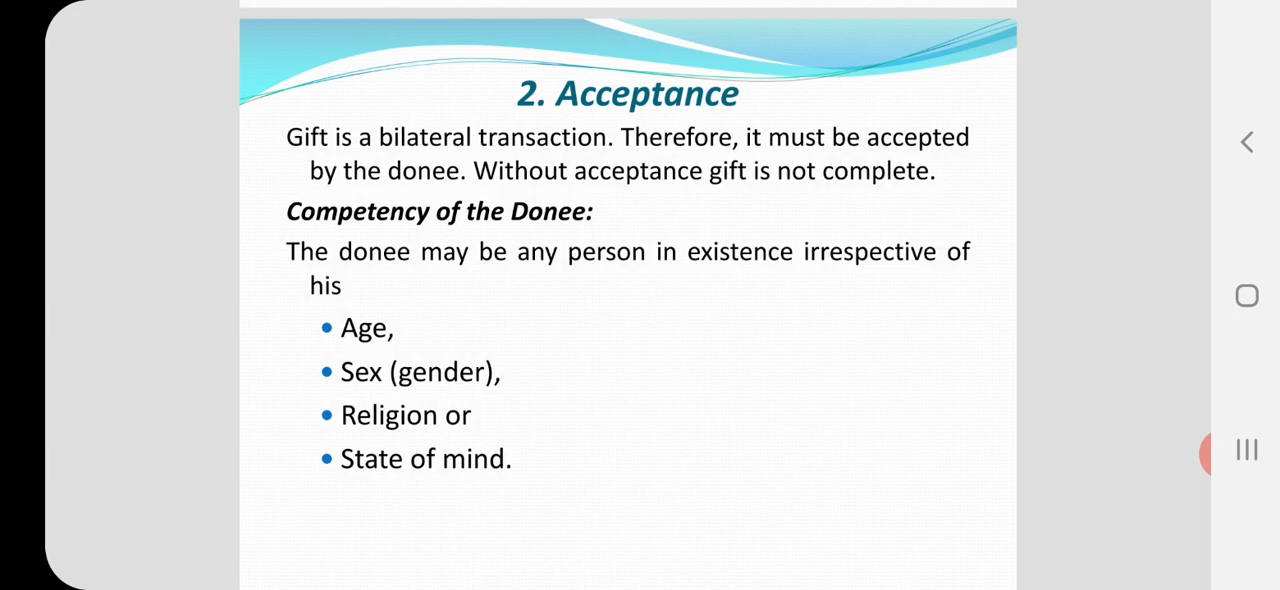 2. Acceptance
Gift is a bilateral transaction. Therefore, it must be accepted
by the donee. Without acceptance gift is not complete.
Competency of the Donee:
The donee may be any person in existence irrespective of
his
• Age,
• Sex (gender),
• Religion or
• State of mind.